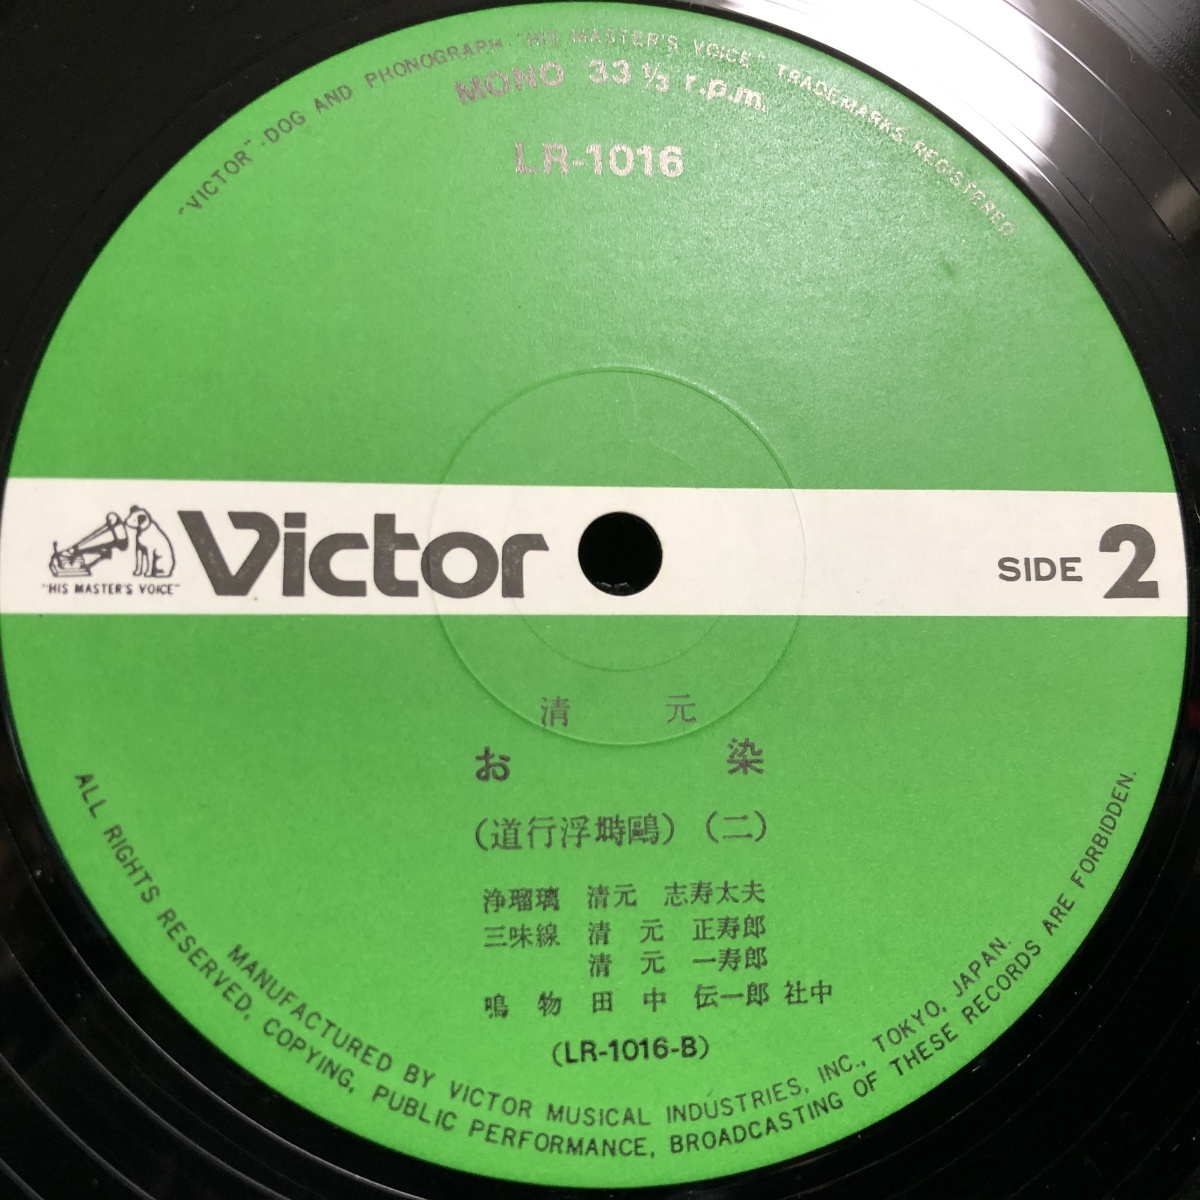 "VICTOR" - DOG AND PHONOGRAPH "HIS MASTER'S VOICE" TRADEMARKS REGISTERED
MONO 33 1/3 r.p.m.
LR-1016
"HIS MASTER'S VOICE"
Victor
SIDE 2
清元
お染
(道行浮塒鷗)(二)
浄瑠璃 清元 志寿太夫
三味線 清元 正寿郎
清元 一寿郎
鳴物 田中 伝一郎 社中
(LR-1016-B)
MANUFACTURED BY VICTOR MUSICAL INDUSTRIES, INC., TOKYO, JAPAN.
ALL RIGHTS RESERVED, COPYING, PUBLIC PERFORMANCE, BROADCASTING OF THESE RECORDS ARE FORBIDDEN.